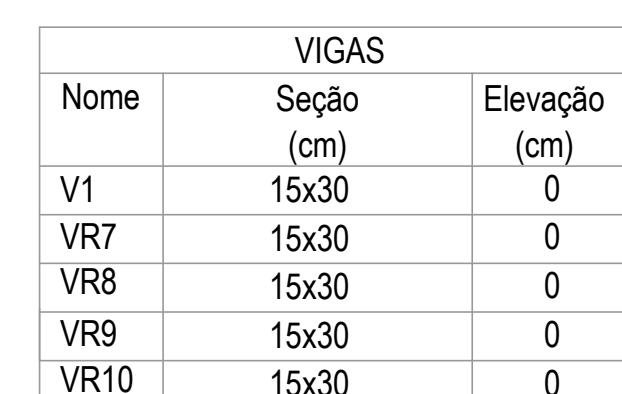 VIGAS
Nome Seção Elevação
(cm) (cm)
V1 15x30 0
VR7 15x30 0
VR8 15x30 0
VR9 15x30 0
VR10 15x30 0